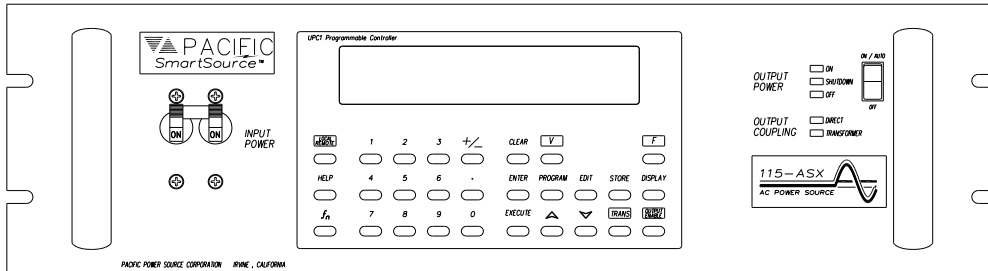 UPC1 Programmable Controller
PACIFIC
SmartSource™
ON ON
INPUT
POWER
LOCAL
REMOTE
1 2 3 +/− CLEAR V F
HELP 4 5 6 . ENTER PROGRAM EDIT STORE DISPLAY
fn 7 8 9 0 EXECUTE TRANS OUTPUT
ENABLE
ON / AUTO
OUTPUT
POWER
ON
SHUTDOWN
OFF
OFF
OUTPUT
COUPLING
DIRECT
TRANSFORMER
115-ASX
AC POWER SOURCE
PACIFIC POWER SOURCE CORPORATION IRVINE , CALIFORNIA